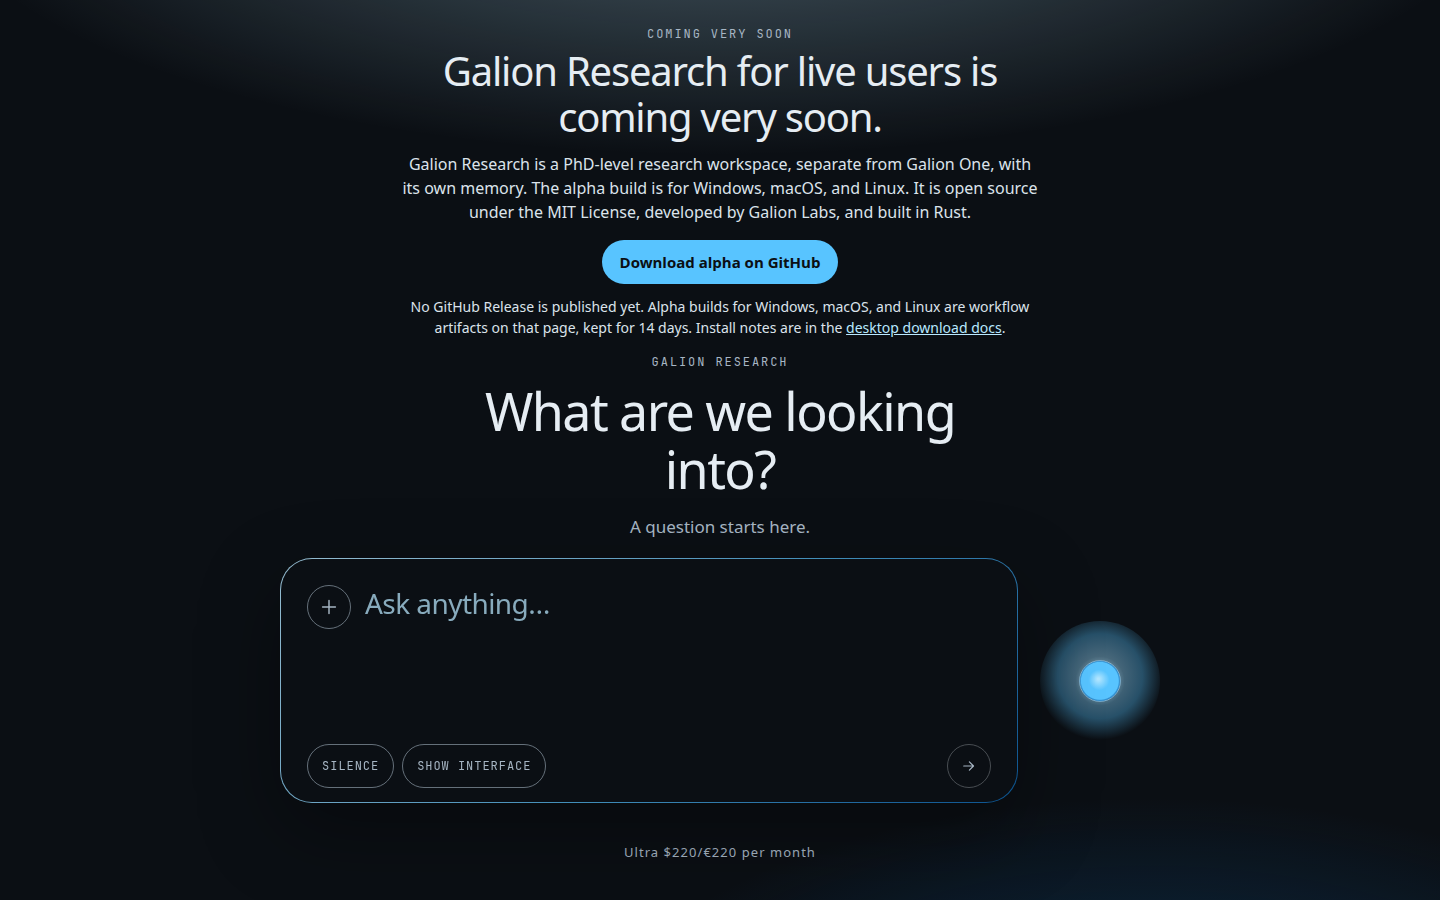 COMING VERY SOON
Galion Research for live users is
coming very soon.
Galion Research is a PhD-level research workspace, separate from Galion One, with
its own memory. The alpha build is for Windows, macOS, and Linux. It is open source
under the MIT License, developed by Galion Labs, and built in Rust.
Download alpha on GitHub
No GitHub Release is published yet. Alpha builds for Windows, macOS, and Linux are workflow
artifacts on that page, kept for 14 days. Install notes are in the desktop download docs.
GALION RESEARCH
What are we looking
into?
A question starts here.
Ask anything...
SILENCE
SHOW INTERFACE
Ultra $220/€220 per month